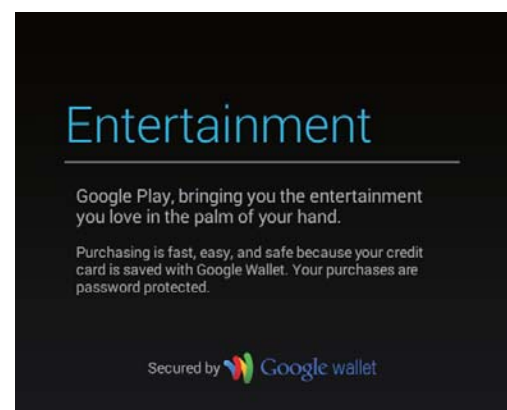 Entertainment
Google Play, bringing you the entertainment
you love in the palm of your hand.
Purchasing is fast, easy, and safe because your credit
card is saved with Google Wallet. Your purchases are
password protected.
Secured by Google wallet